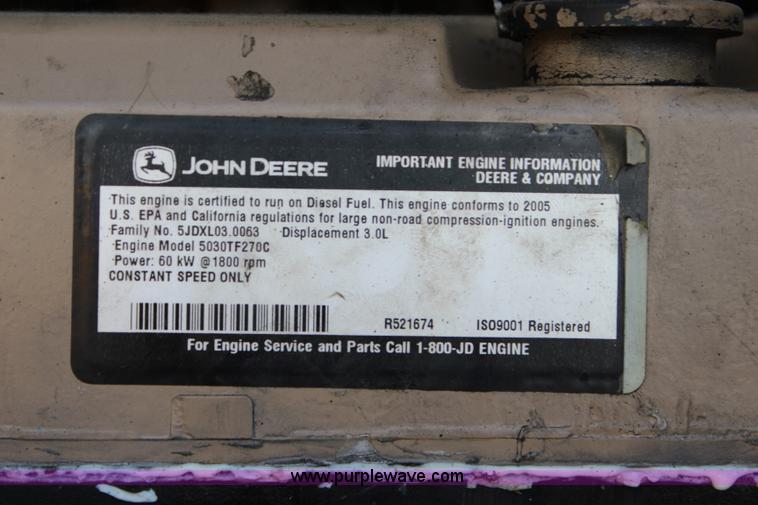 JOHN DEERE
IMPORTANT ENGINE INFORMATION
DEERE & COMPANY
This engine is certified to run on Diesel Fuel. This engine conforms to 2005
U.S. EPA and California regulations for large non-road compression-ignition engines.
Family No. 5JDXL03.0063 Displacement 3.0L
Engine Model 5030TF270C
Power: 60 kW @1800 rpm
CONSTANT SPEED ONLY
R521674 ISO9001 Registered
For Engine Service and Parts Call 1-800-JD ENGINE
www.purplewave.com